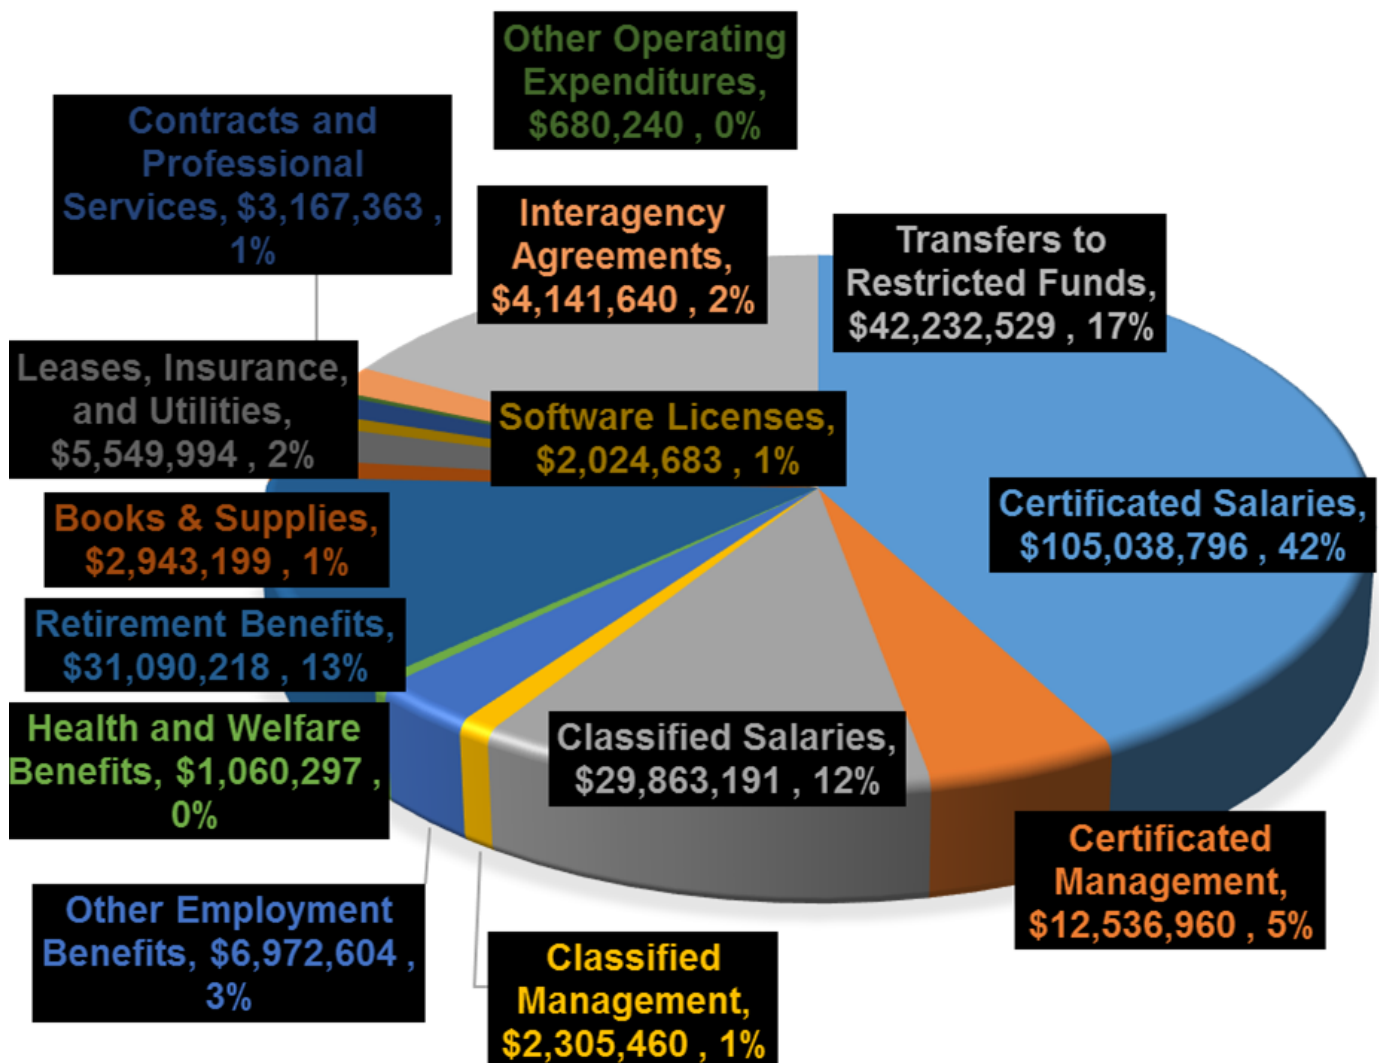 Other Operating
Expenditures,
$680,240 , 0%
Contracts and
Professional
Services, $3,167,363 ,
1%
Interagency
Agreements,
$4,141,640 , 2%
Transfers to
Restricted Funds,
$42,232,529 , 17%
Leases, Insurance,
and Utilities,
$5,549,994 , 2%
Software Licenses,
$2,024,683 , 1%
Certificated Salaries,
$105,038,796 , 42%
Books & Supplies,
$2,943,199 , 1%
Retirement Benefits,
$31,090,218 , 13%
Health and Welfare
Benefits, $1,060,297 ,
0%
Classified Salaries,
$29,863,191 , 12%
Certificated
Management,
$12,536,960 , 5%
Other Employment
Benefits, $6,972,604 ,
3%
Classified
Management,
$2,305,460 , 1%